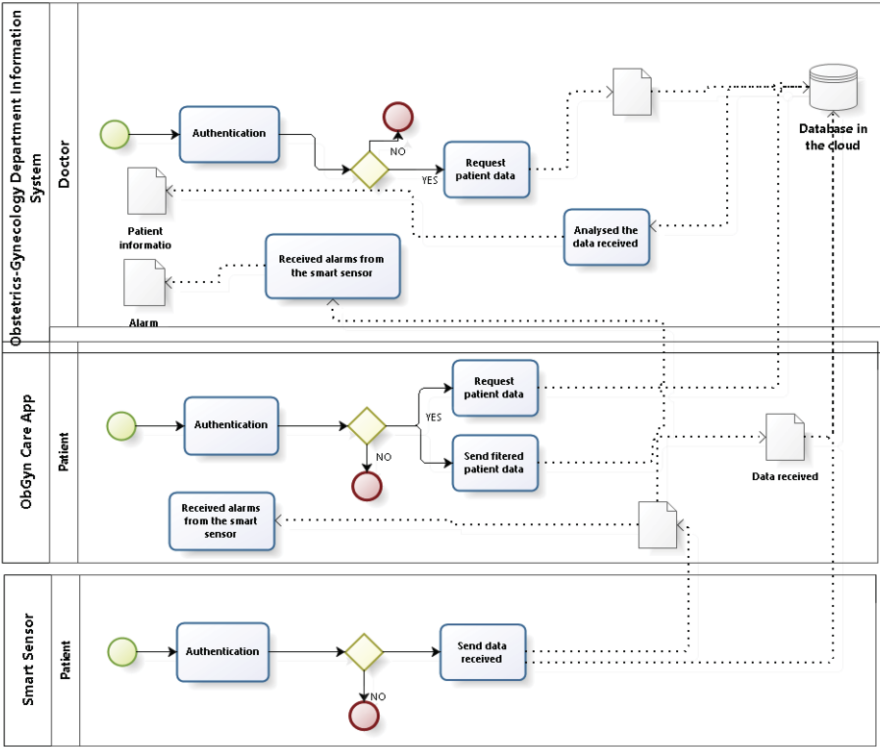 Obstetrics-Gynecology Department Information
System
Doctor
Authentication
NO
YES
Request
patient data
Database in
the cloud
Patient
informatio
Analysed the
data received
Received alarms from
the smart sensor
Alarm
ObGyn Care App
Patient
Authentication
YES
NO
Request
patient data
Send fitered
patient data
Data received
Received alarms
from the smart
sensor
Smart Sensor
Patient
Authentication
NO
Send data
received